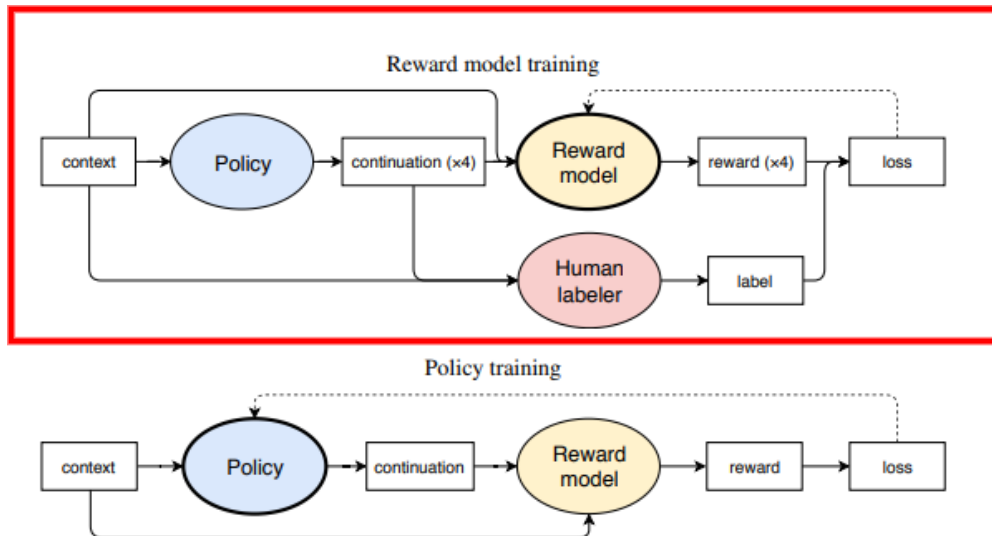 Reward model training
context
Policy
continuation (×4)
Reward
model
reward (×4)
loss
Human
labeler
label
Policy training
context
Policy
continuation
Reward
model
reward
loss